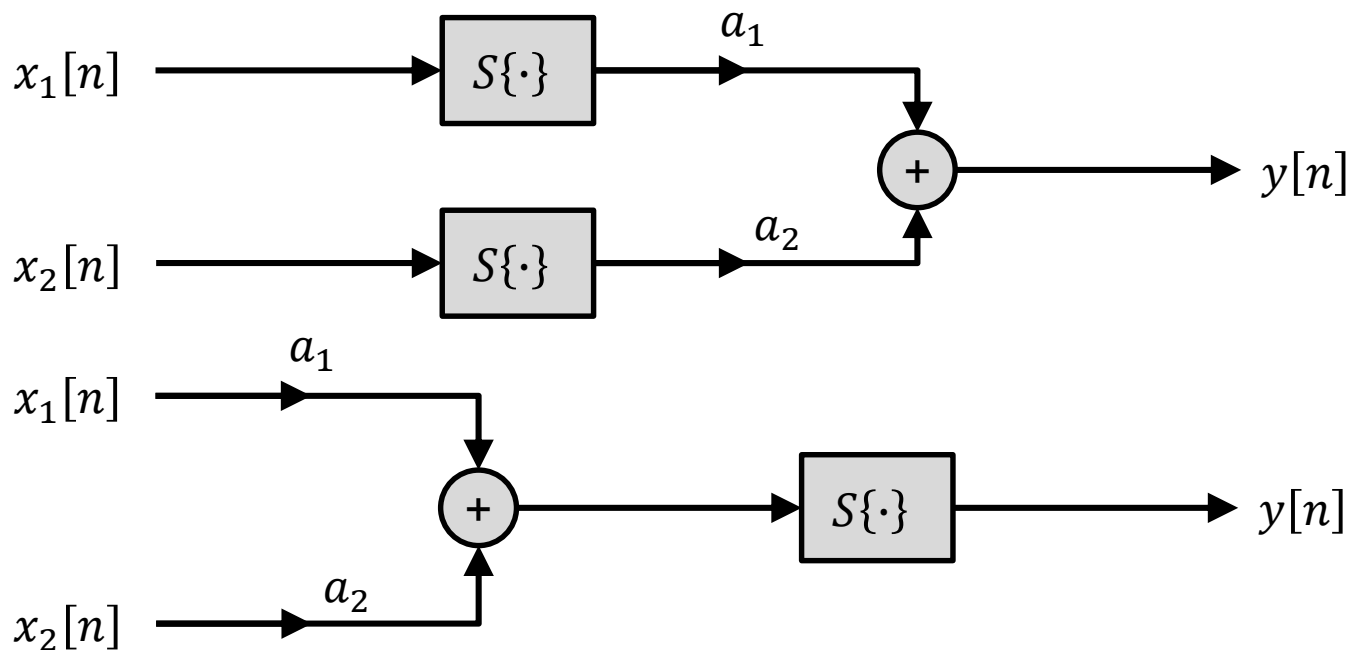 a₁
x₁[n] S{·}
+ y[n]
a₂
x₂[n] S{·}
a₁
x₁[n]
+ S{·} y[n]
a₂
x₂[n]